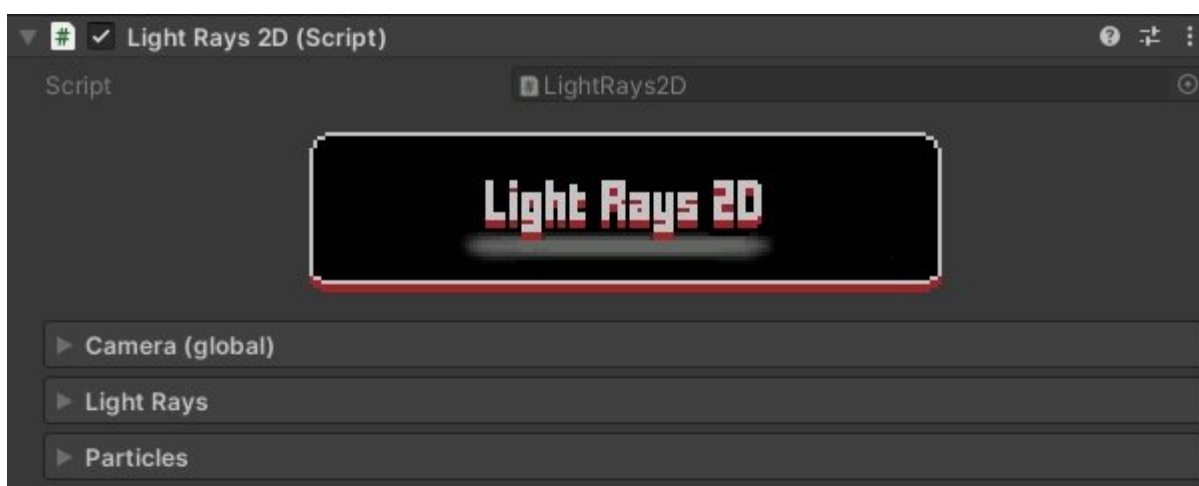 Light Rays 2D (Script)
Script LightRays2D
Light Rays 2D
Camera (global)
Light Rays
Particles